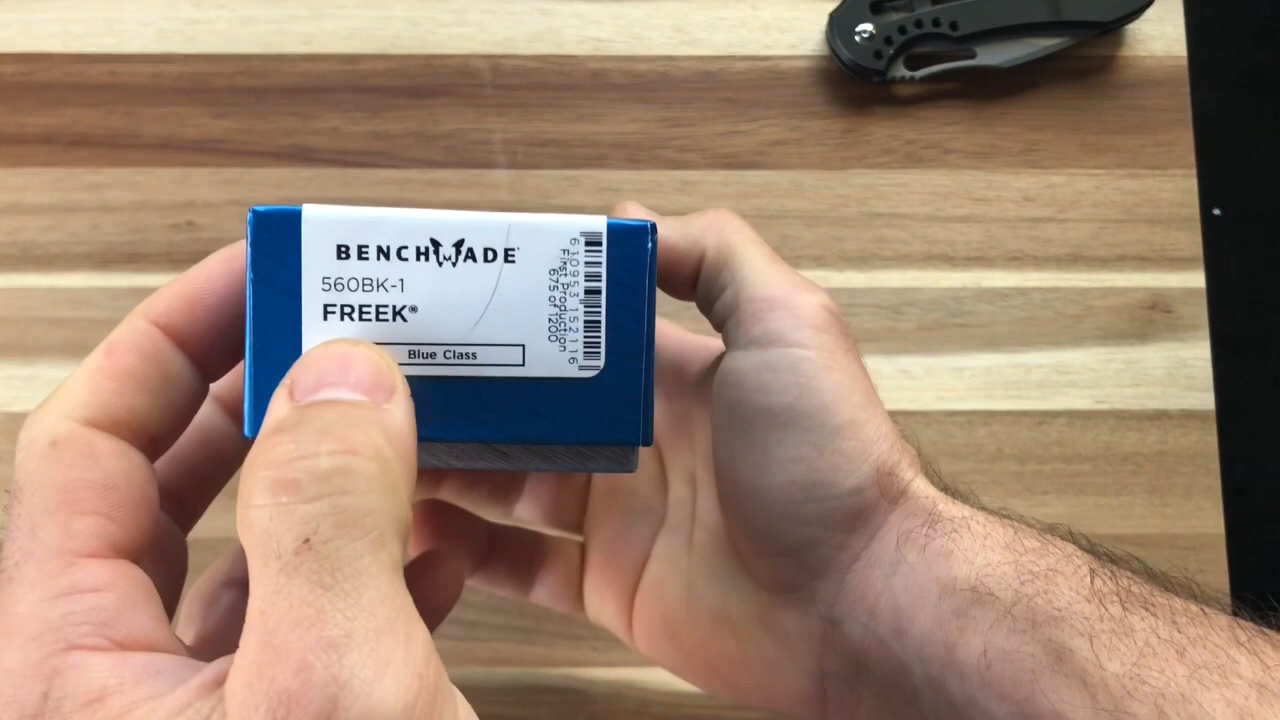 BENCHMADE®
560BK-1
FREEK®
Blue Class
6 10953 15211 6
First Production
675 of 1200